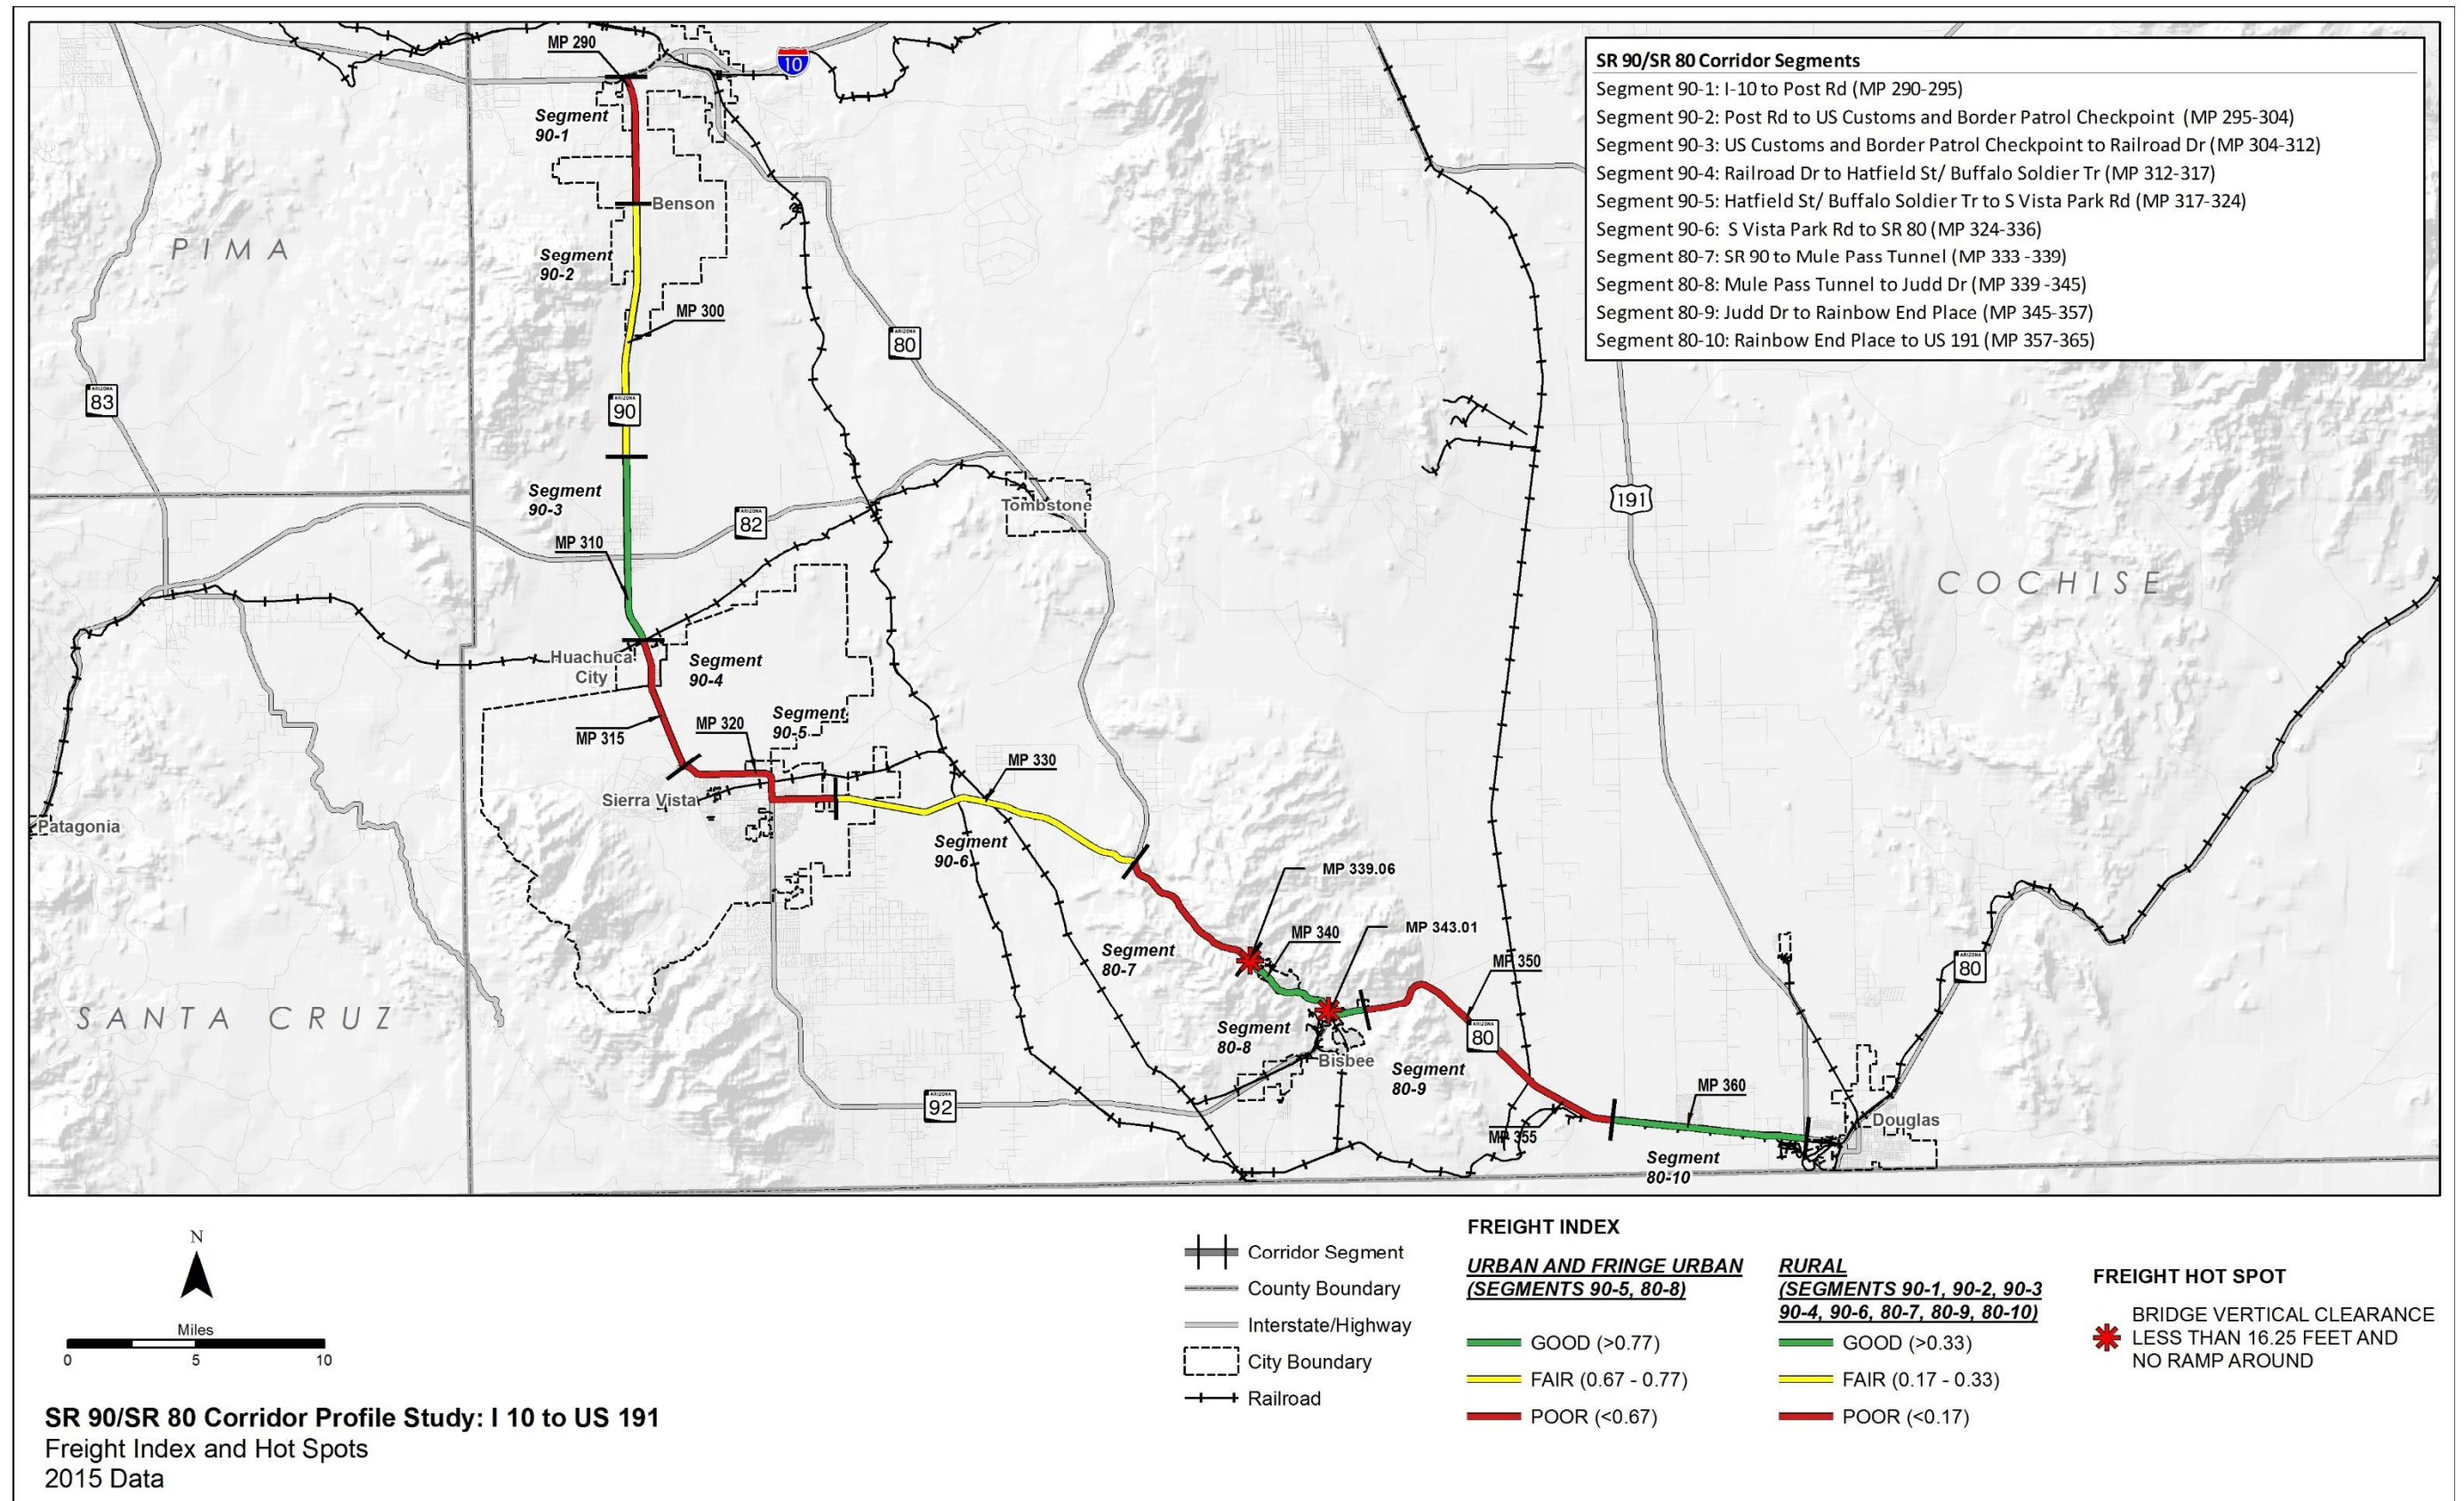 MP 290
10
SR 90/SR 80 Corridor Segments
Segment 90-1: I-10 to Post Rd (MP 290-295)
Segment 90-2: Post Rd to US Customs and Border Patrol Checkpoint (MP 295-304)
Segment 90-3: US Customs and Border Patrol Checkpoint to Railroad Dr (MP 304-312)
Segment 90-4: Railroad Dr to Hatfield St/ Buffalo Soldier Tr (MP 312-317)
Segment 90-5: Hatfield St/ Buffalo Soldier Tr to S Vista Park Rd (MP 317-324)
Segment 90-6: S Vista Park Rd to SR 80 (MP 324-336)
Segment 80-7: SR 90 to Mule Pass Tunnel (MP 333 -339)
Segment 80-8: Mule Pass Tunnel to Judd Dr (MP 339 -345)
Segment 80-9: Judd Dr to Rainbow End Place (MP 345-357)
Segment 80-10: Rainbow End Place to US 191 (MP 357-365)
Segment
90-1
Benson
PIMA
Segment
90-2
MP 300
ARIZONA
80
ARIZONA
83
ARIZONA
90
Segment
90-3
Tombstone
191
ARIZONA
82
MP 310
COCHISE
Huachuca
City
Segment
90-4
MP 315
MP 320
Segment
90-5
MP 330
Sierra Vista
Patagonia
Segment
90-6
MP 339.06
MP 340
MP 343.01
Segment
80-7
MP 350
ARIZONA
80
SANTA CRUZ
Segment
80-8
Bisbee
ARIZONA
80
Segment
80-9
MP 360
ARIZONA
92
MP 355
Douglas
Segment
80-10
N
Miles
0 5 10
SR 90/SR 80 Corridor Profile Study: I 10 to US 191
Freight Index and Hot Spots
2015 Data
Corridor Segment
County Boundary
Interstate/Highway
City Boundary
Railroad
FREIGHT INDEX
URBAN AND FRINGE URBAN
(SEGMENTS 90-5, 80-8)
GOOD (>0.77)
FAIR (0.67 - 0.77)
POOR (<0.67)
RURAL
(SEGMENTS 90-1, 90-2, 90-3
90-4, 90-6, 80-7, 80-9, 80-10)
GOOD (>0.33)
FAIR (0.17 - 0.33)
POOR (<0.17)
FREIGHT HOT SPOT
BRIDGE VERTICAL CLEARANCE
LESS THAN 16.25 FEET AND
NO RAMP AROUND